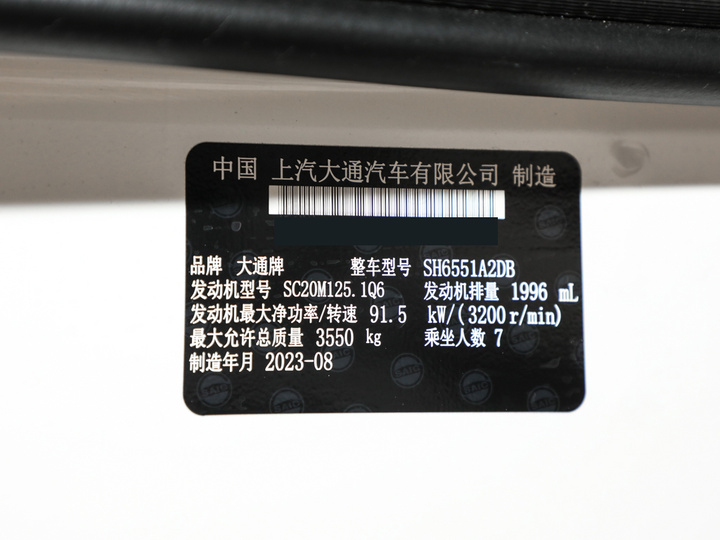 中国 上汽大通汽车有限公司 制造
品牌 大通牌 整车型号 SH6551A2DB
发动机型号 SC20M125.1Q6 发动机排量 1996 mL
发动机最大净功率/转速 91.5 kW/(3200r/min)
最大允许总质量 3550 kg 乘坐人数 7
制造年月 2023-08